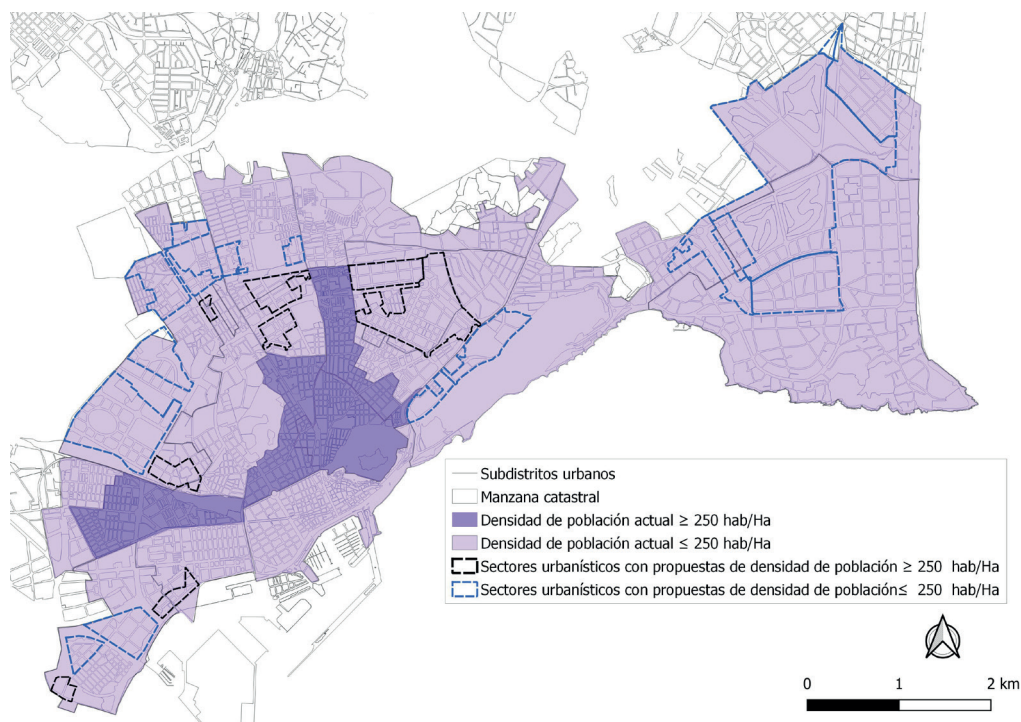 Subdistritos urbanos
Manzana catastral
Densidad de población actual ≥ 250 hab/Ha
Densidad de población actual ≤ 250 hab/Ha
Sectores urbanísticos con propuestas de densidad de población ≥ 250 hab/Ha
Sectores urbanísticos con propuestas de densidad de población≤ 250 hab/Ha
0 1 2 km